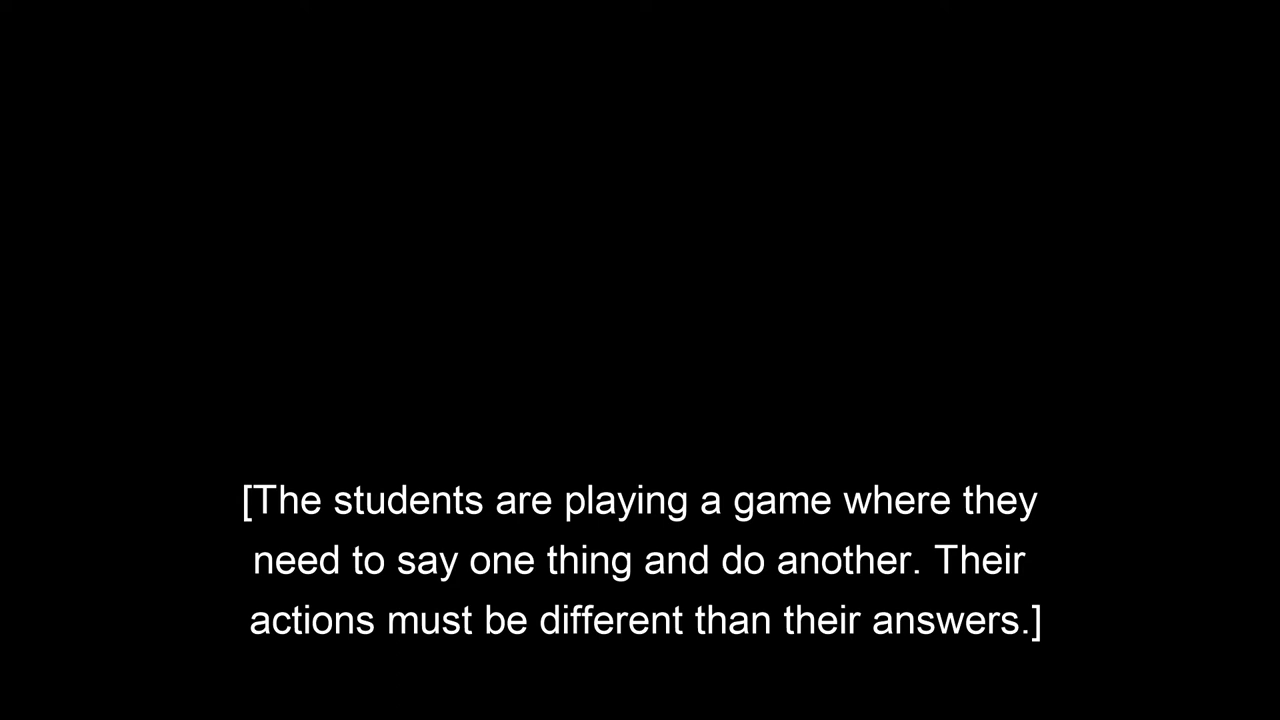 [The students are playing a game where they
need to say one thing and do another. Their
actions must be different than their answers.]